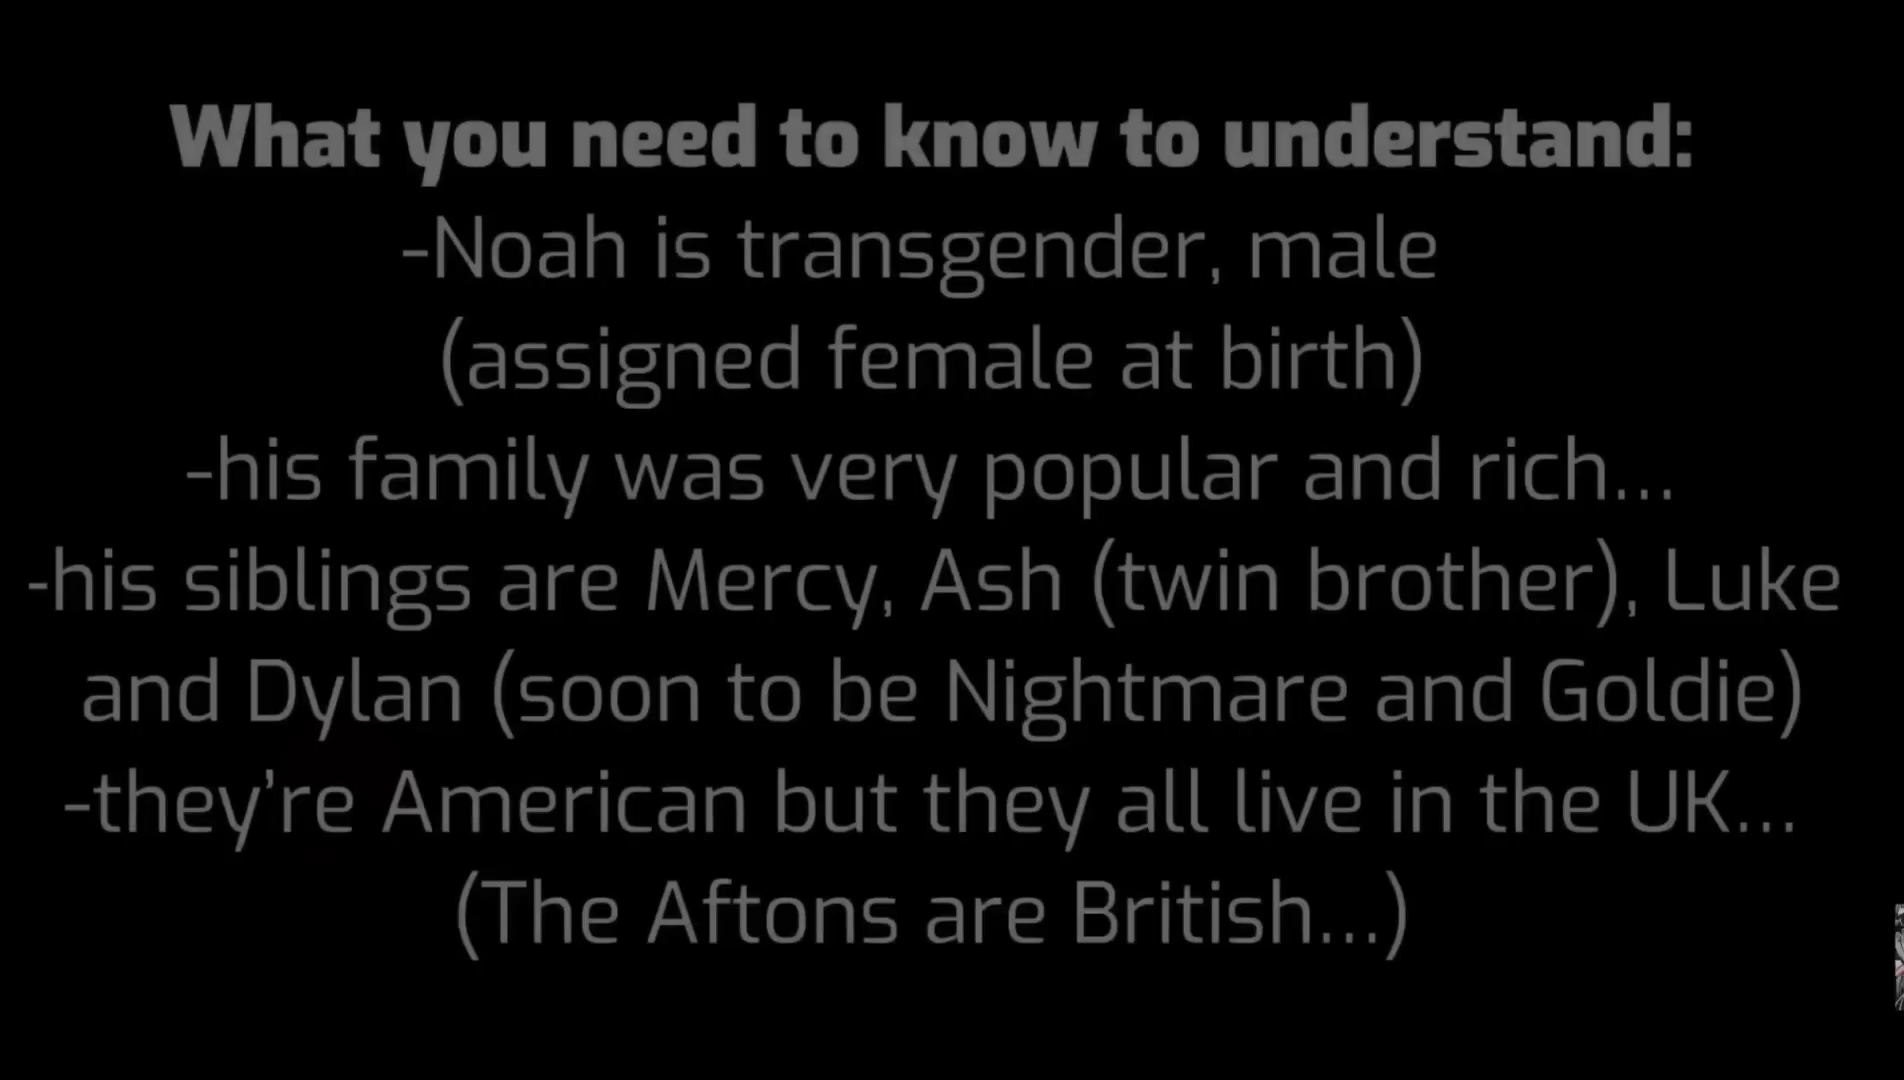 What you need to know to understand:
-Noah is transgender, male
(assigned female at birth)
-his family was very popular and rich...
-his siblings are Mercy, Ash (twin brother), Luke
and Dylan (soon to be Nightmare and Goldie)
-they're American but they all live in the UK...
(The Aftons are British...)